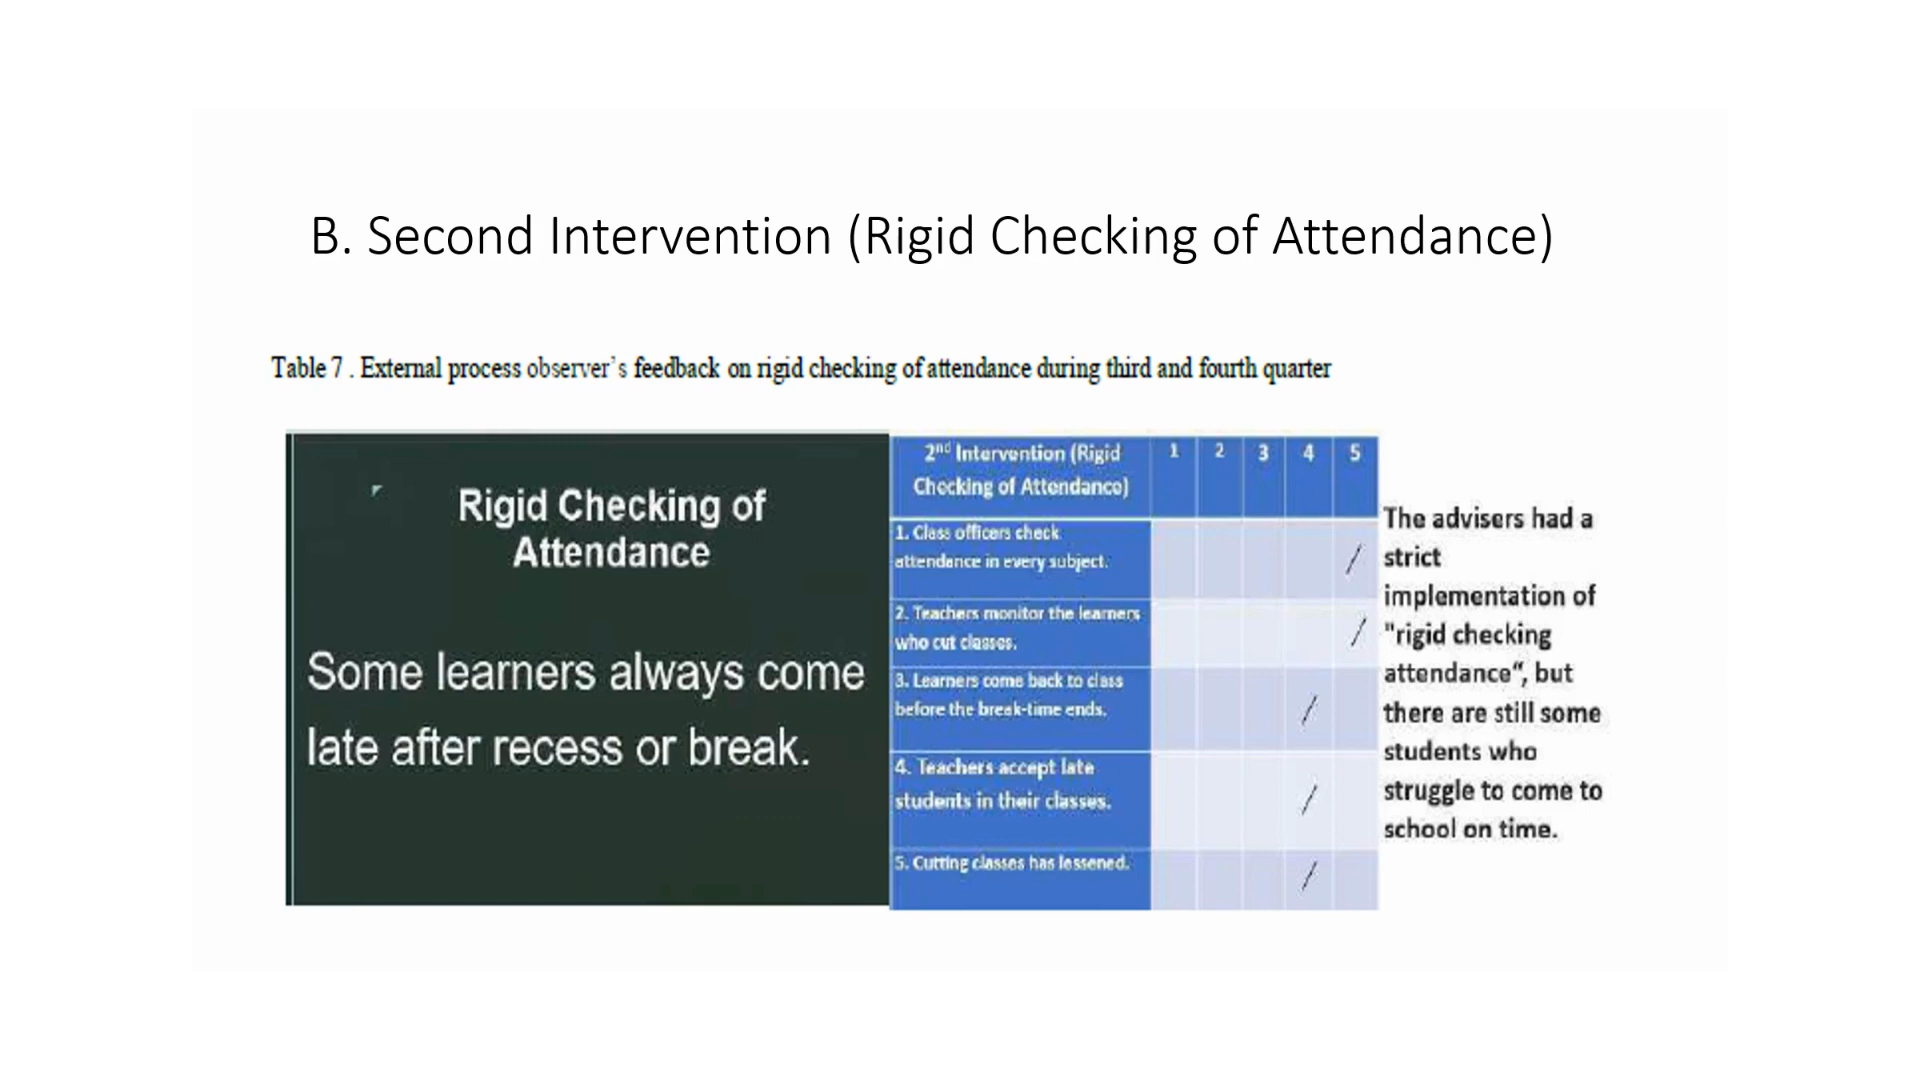 B. Second Intervention (Rigid Checking of Attendance)
Table 7 . External process observer’s feedback on rigid checking of attendance during third and fourth quarter
Rigid Checking of
Attendance
Some learners always come
late after recess or break.
2nd Intervention (Rigid
Checking of Attendance)
1 2 3 4 5
1. Class officers check
attendance in every subject.
/
2. Teachers monitor the learners
who cut classes.
/
3. Learners come back to class
before the break-time ends.
/
4. Teachers accept late
students in their classes.
/
5. Cutting classes has lessened.
/
The advisers had a
strict
implementation of
"rigid checking
attendance“, but
there are still some
students who
struggle to come to
school on time.